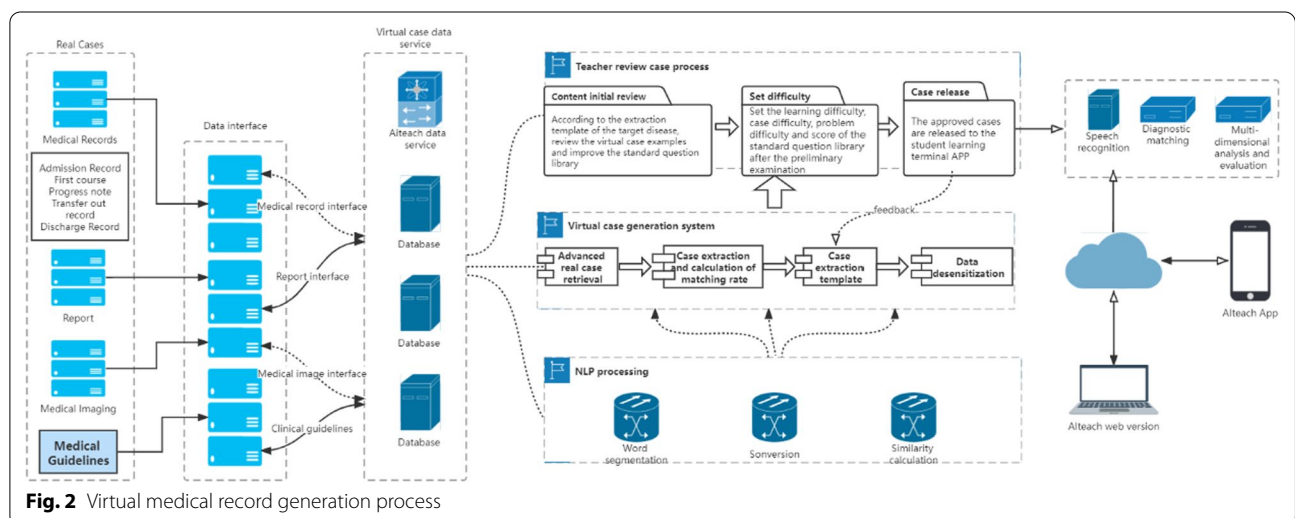 Real Cases
Medical Records
Admission Record
First course
Progress note
Transfer out
record
Discharge Record
Report
Medical Imaging
Medical
Guidelines
Data interface
Medical record interface
Report interface
Medical image interface
Clinical guidelines
Virtual case data
service
AIteach data
service
Database
Database
Database
Teacher review case process
Content initial review
According to the extraction
template of the target disease,
review the virtual case examples
and improve the standard question
library
Set difficulty
Set the learning difficulty,
case difficulty, problem
difficulty and score of the
standard question library
after the preliminary
examination
Case release
The approved cases
are released to the
student learning
terminal APP
feedback
Virtual case generation system
Advanced
real case
retrieval
Case extraction
and calculation of
matching rate
Case
extraction
template
Data
desensitization
NLP processing
Word
segmentation
Sonversion
Similarity
calculation
Speech
recognition
Diagnostic
matching
Multi-
dimensional
analysis and
evaluation
AIteach App
AIteach web version
Fig. 2 Virtual medical record generation process